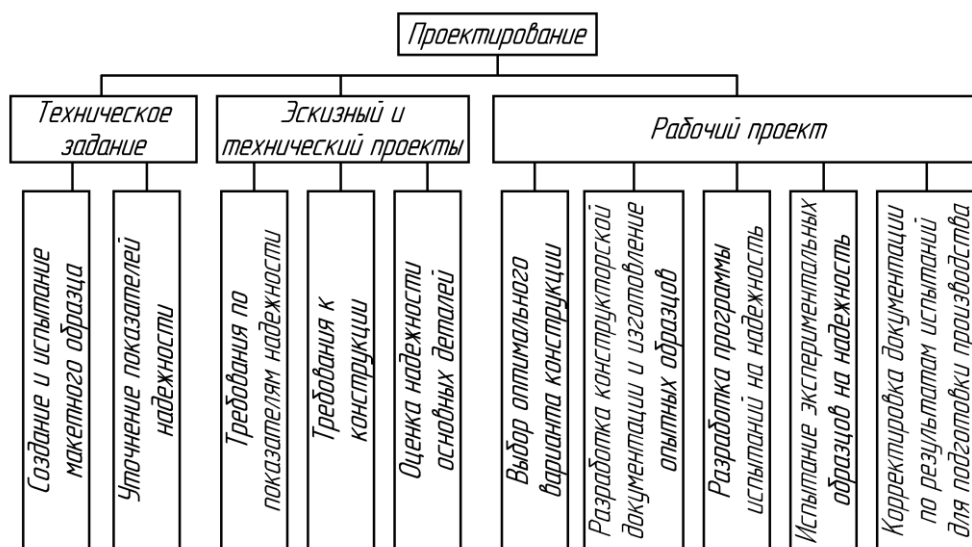 Проектирование
Техническое
задание
Эскизный и
технический проекты
Рабочий проект
Создание и испытание
макетного образца
Уточнение показателей
надежности
Требования по
показателям надежности
Требования к
конструкции
Оценка надежности
основных деталей
Выбор оптимального
варианта конструкции
Разработка конструкторской
документации и изготовление
опытных образцов
Разработка программы
испытаний на надежность
Испытание экспериментальных
образцов на надежность
Корректировка документации
по результатам испытаний
для подготовки производства